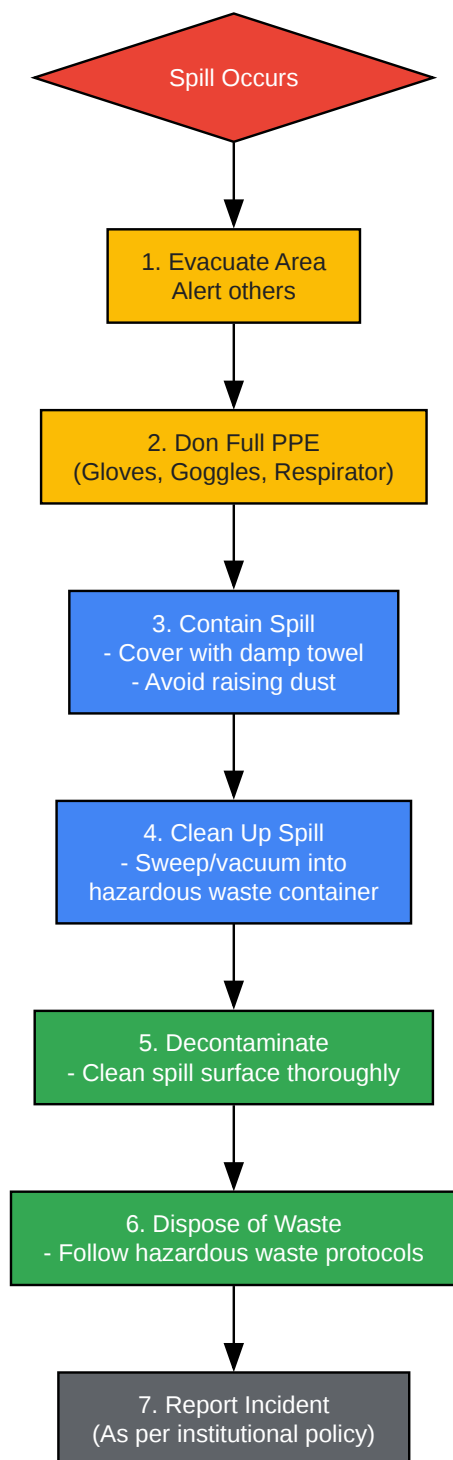 Spill Occurs
1. Evacuate Area
Alert others
2. Don Full PPE
(Gloves, Goggles, Respirator)
3. Contain Spill
- Cover with damp towel
- Avoid raising dust
4. Clean Up Spill
- Sweep/vacuum into
hazardous waste container
5. Decontaminate
- Clean spill surface thoroughly
6. Dispose of Waste
- Follow hazardous waste protocols
7. Report Incident
(As per institutional policy)